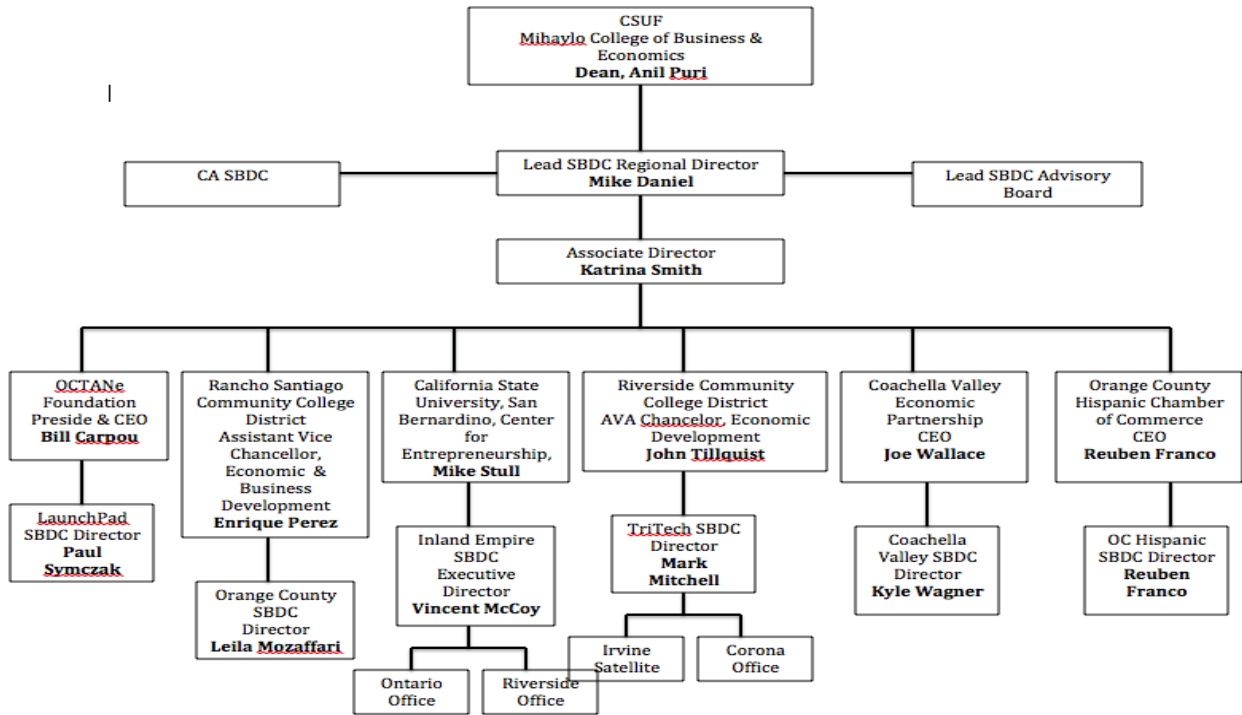 CSUF
Mihaylo College of Business &
Economics
Dean, Anil Puri
CA SBDC
Lead SBDC Regional Director
Mike Daniel
Lead SBDC Advisory
Board
Associate Director
Katrina Smith
OCTANe
Foundation
Preside & CEO
Bill Carpou
Rancho Santiago
Community College
District
Assistant Vice
Chancellor,
Economic &
Business
Development
Enrique Perez
California State
University, San
Bernardino, Center
for
Entrepreneurship,
Mike Stull
Riverside Community
College District
AVA Chancelor, Economic
Development
John Tillquist
Coachella Valley
Economic
Partnership
CEO
Joe Wallace
Orange County
Hispanic Chamber
of Commerce
CEO
Reuben Franco
LaunchPad
SBDC Director
Paul
Symczak
Orange County
SBDC
Director
Leila Mozaffari
Inland Empire
SBDC
Executive
Director
Vincent McCoy
TriTech SBDC
Director
Mark
Mitchell
Coachella
Valley SBDC
Director
Kyle Wagner
OC Hispanic
SBDC Director
Reuben
Franco
Ontario
Office
Riverside
Office
Irvine
Satellite
Corona
Office